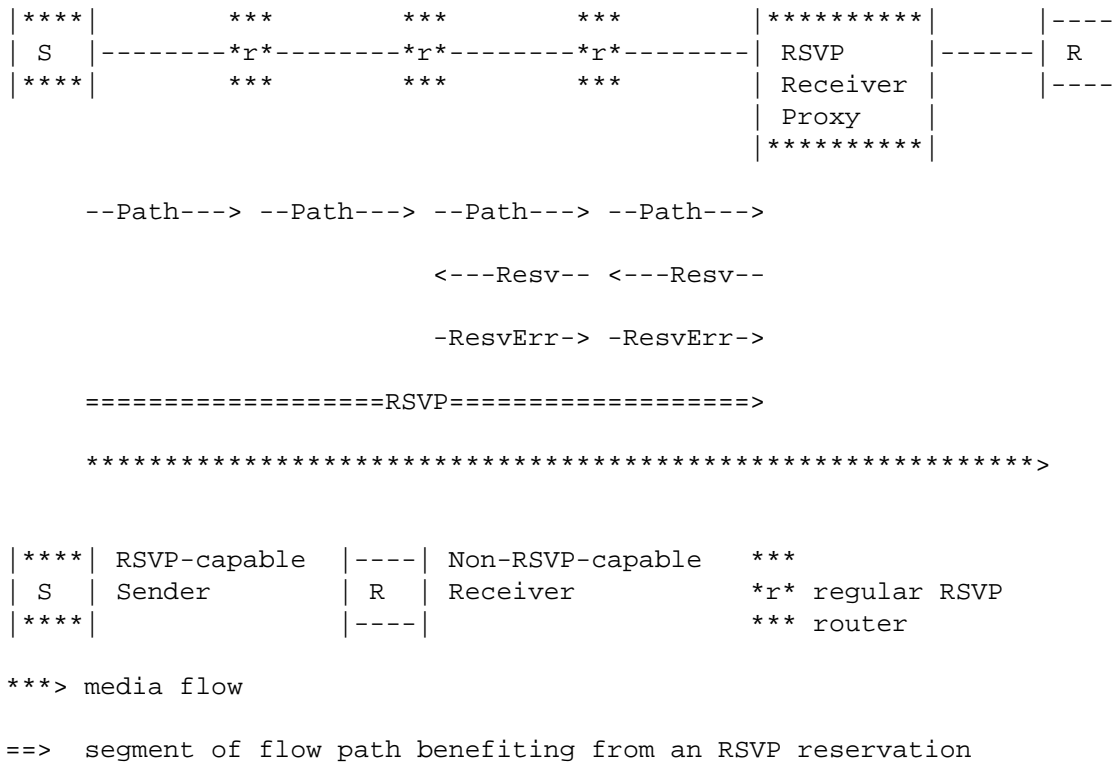 |****|          ***          ***          ***          |**********|          |----|
| S  |---------*r*---------*r*---------*r*---------| RSVP     |------| R
|****|          ***          ***          ***          | Receiver |          |----
| Proxy    |
|**********|
--Path---> --Path---> --Path---> --Path--->
<---Resv-- <---Resv--
-ResvErr-> -ResvErr->
===================RSVP===================>
************************************************************>
|****| RSVP-capable  |----| Non-RSVP-capable   ***
| S  | Sender        | R  | Receiver          *r* regular RSVP
|****|               |----|                   *** router
***> media flow
==>  segment of flow path benefiting from an RSVP reservation